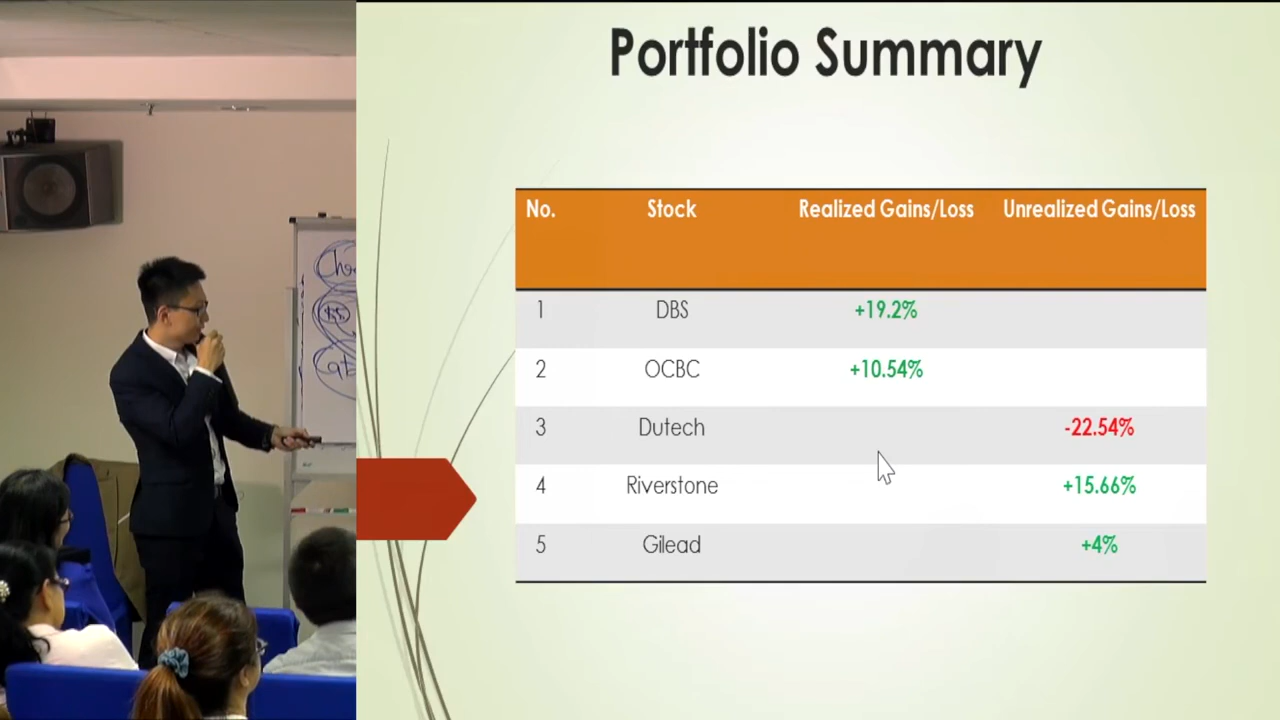 Portfolio Summary
No. Stock Realized Gains/Loss Unrealized Gains/Loss
1 DBS +19.2%
2 OCBC +10.54%
3 Dutech -22.54%
4 Riverstone +15.66%
5 Gilead +4%